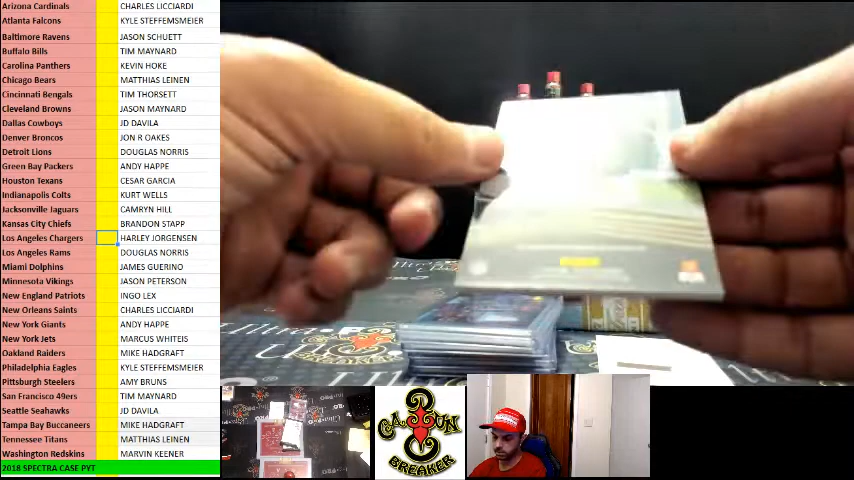 Arizona Cardinals CHARLES LICCIARDI
Atlanta Falcons KYLE STEFFEMSMEIER
Baltimore Ravens JASON SCHUETT
Buffalo Bills TIM MAYNARD
Carolina Panthers KEVIN HOKE
Chicago Bears MATTHIAS LEINEN
Cincinnati Bengals TIM THORSETT
Cleveland Browns JASON MAYNARD
Dallas Cowboys JD DAVILA
Denver Broncos JON R OAKES
Detroit Lions DOUGLAS NORRIS
Green Bay Packers ANDY HAPPE
Houston Texans CESAR GARCIA
Indianapolis Colts KURT WELLS
Jacksonville Jaguars CAMRYN HILL
Kansas City Chiefs BRANDON STAPP
Los Angeles Chargers HARLEY JORGENSEN
Los Angeles Rams DOUGLAS NORRIS
Miami Dolphins JAMES GUERINO
Minnesota Vikings JASON PETERSON
New England Patriots INGO LEX
New Orleans Saints CHARLES LICCIARDI
New York Giants ANDY HAPPE
New York Jets MARCUS WHITEIS
Oakland Raiders MIKE HADGRAFT
Philadelphia Eagles KYLE STEFFEMSMEIER
Pittsburgh Steelers AMY BRUNS
San Francisco 49ers TIM MAYNARD
Seattle Seahawks JD DAVILA
Tampa Bay Buccaneers MIKE HADGRAFT
Tennessee Titans MATTHIAS LEINEN
Washington Redskins MARVIN KEENER
2018 SPECTRA CASE PYT
BREAKER